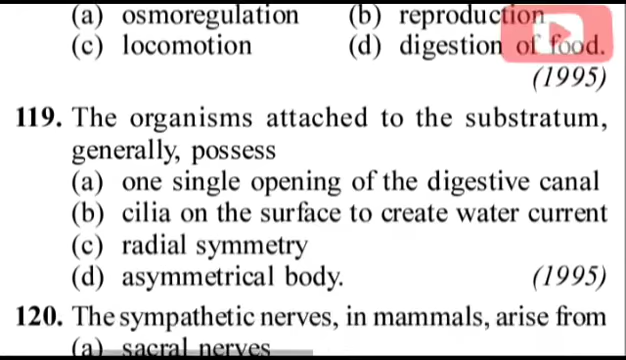 (a) osmoregulation (b) reproduction
(c) locomotion (d) digestion of food.
(1995)
119. The organisms attached to the substratum,
generally, possess
(a) one single opening of the digestive canal
(b) cilia on the surface to create water current
(c) radial symmetry
(d) asymmetrical body. (1995)
120. The sympathetic nerves, in mammals, arise from
(a) sacral nerves